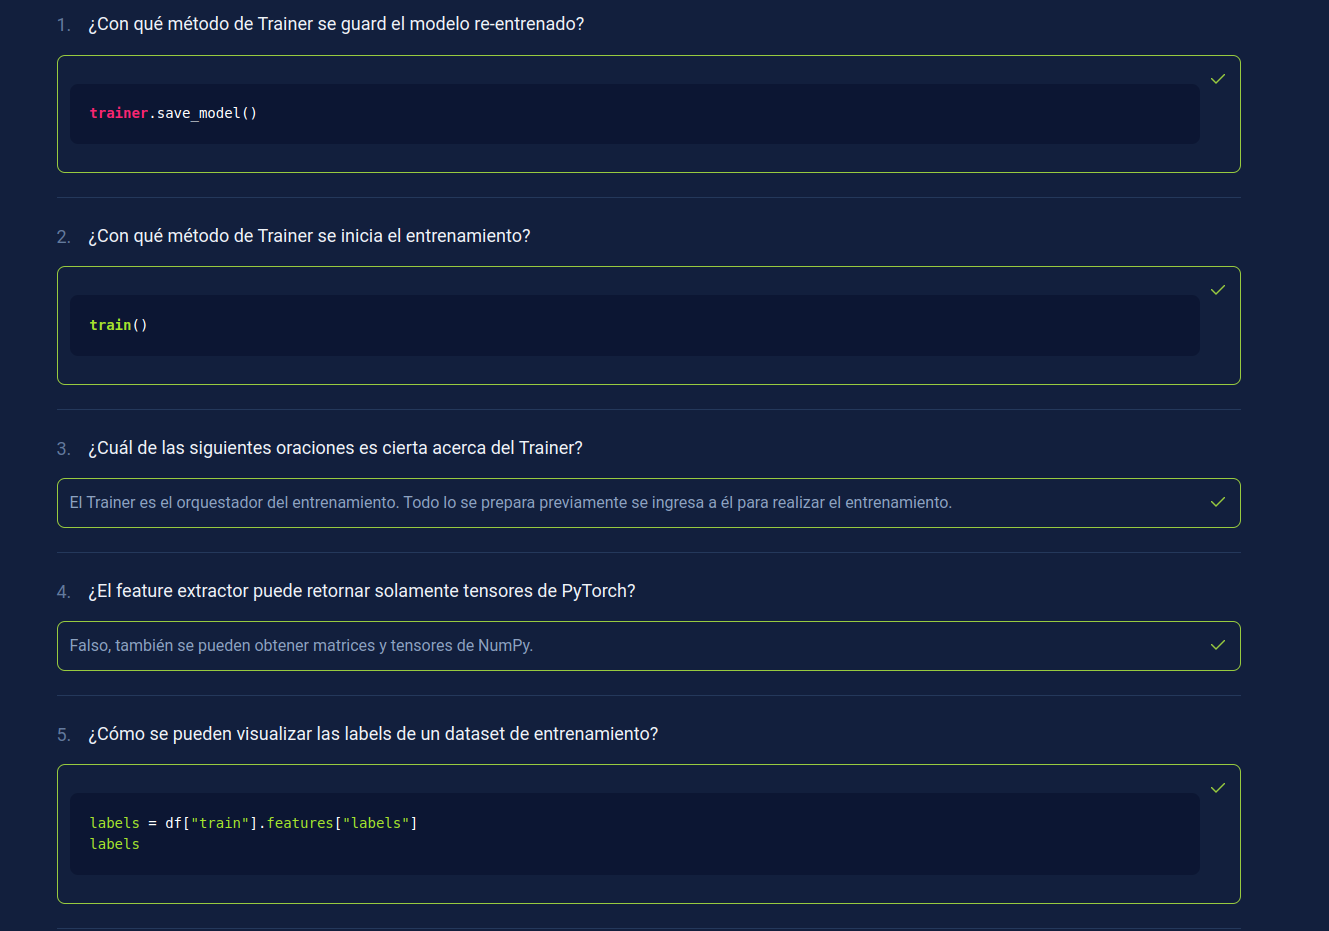 1. ¿Con qué método de Trainer se guard el modelo re-entrenado?
trainer.save_model()
2. ¿Con qué método de Trainer se inicia el entrenamiento?
train()
3. ¿Cuál de las siguientes oraciones es cierta acerca del Trainer?
El Trainer es el orquestador del entrenamiento. Todo lo se prepara previamente se ingresa a él para realizar el entrenamiento.
4. ¿El feature extractor puede retornar solamente tensores de PyTorch?
Falso, también se pueden obtener matrices y tensores de NumPy.
5. ¿Cómo se pueden visualizar las labels de un dataset de entrenamiento?
labels = df["train"].features["labels"]
labels